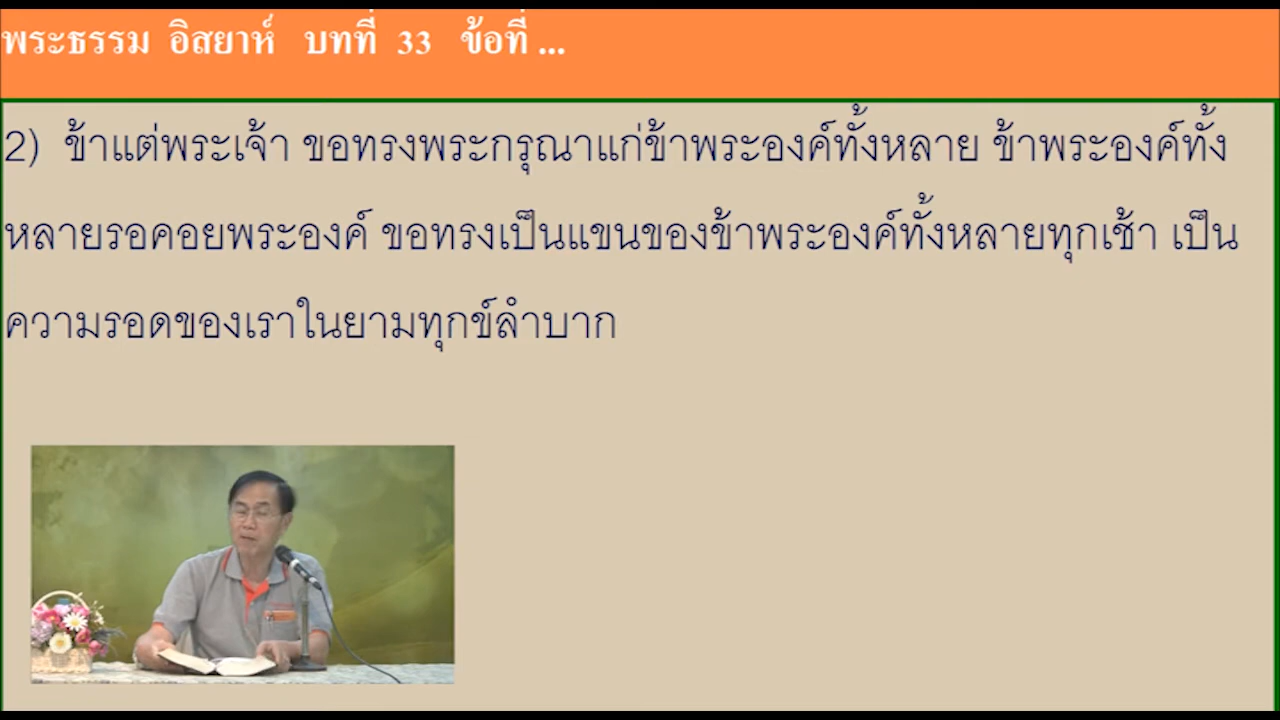 พระธรรม อิสยาห์ บทที่ 33 ข้อที่ ...
2) ข้าแต่พระเจ้า ขอทรงพระกรุณาแก่ข้าพระองค์ทั้งหลาย ข้าพระองค์ทั้ง
หลายรอคอยพระองค์ ขอทรงเป็นแขนของข้าพระองค์ทั้งหลายทุกเช้า เป็น
ความรอดของเราในยามทุกข์ลำบาก